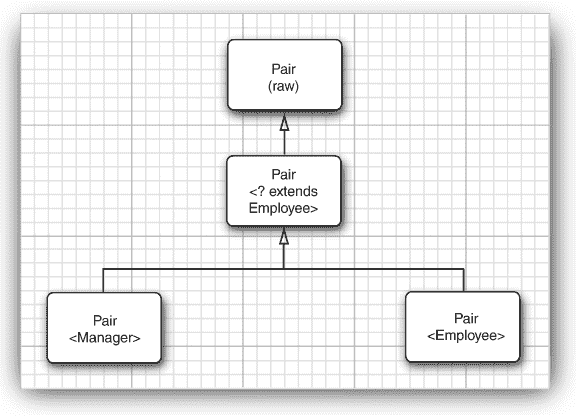 Pair
(raw)
Pair
<? extends
Employee>
Pair
<Manager>
Pair
<Employee>